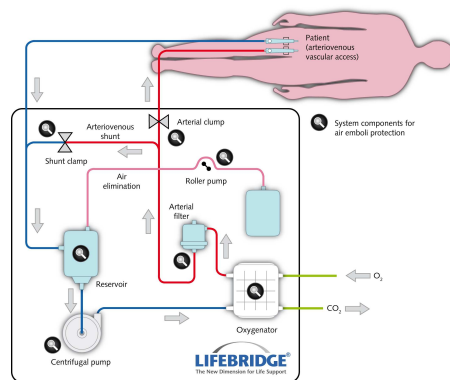 Patient
(arteriovenous
vascular access)
Arterial clump
System components for
air emboli protection
Arteriovenous
shunt
Shunt clamp
Air
elimination
Roller pump
Arterial
filter
Reservoir
O2
CO2
Oxygenator
Centrifugal pump
LIFEBRIDGE®
The New Dimension for Life Support